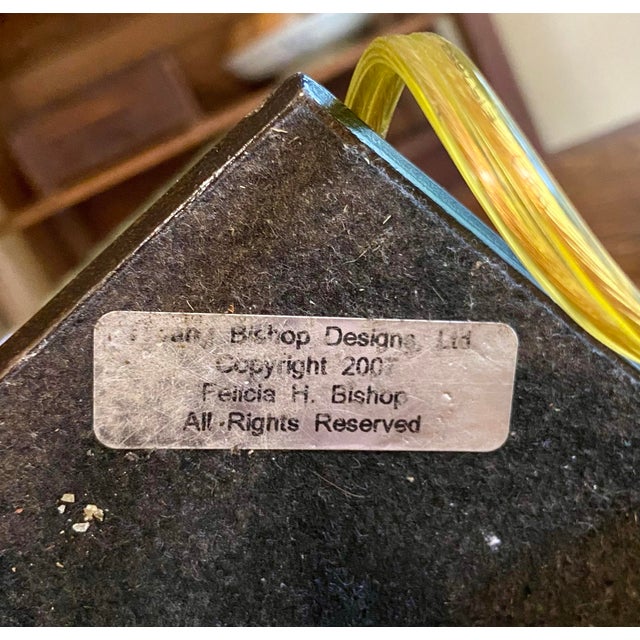 Bishop Designs, Ltd
Copyright 2007
Felicia H. Bishop
All Rights Reserved